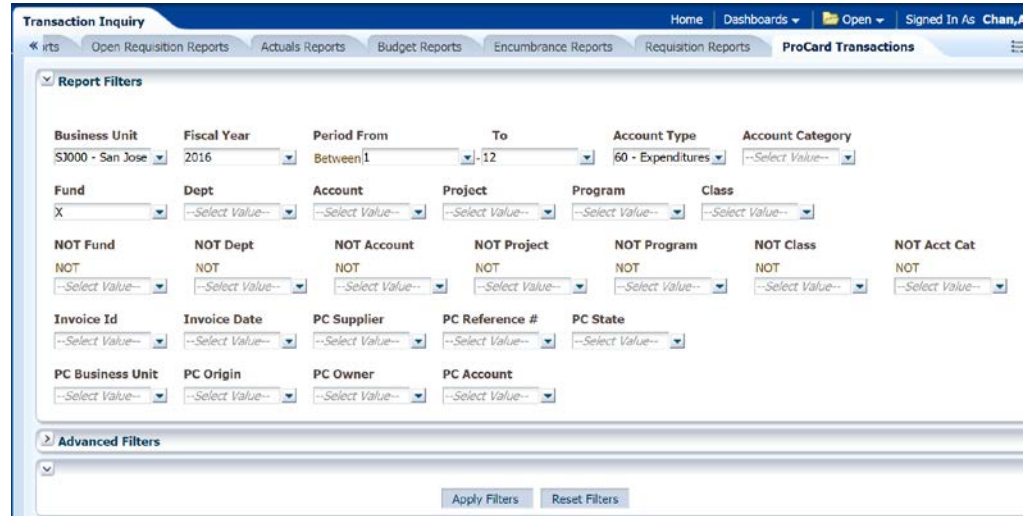 Transaction Inquiry Home Dashboards Open Signed In As Chan,A
« rts Open Requisition Reports Actuals Reports Budget Reports Encumbrance Reports Requisition Reports ProCard Transactions
Report Filters
Business Unit Fiscal Year Period From To Account Type Account Category
SJ000 - San Jose 2016 Between 1 - 12 60 - Expenditures --Select Value--
Fund Dept Account Project Program Class
X --Select Value-- --Select Value-- --Select Value-- --Select Value-- --Select Value--
NOT Fund NOT Dept NOT Account NOT Project NOT Program NOT Class NOT Acct Cat
NOT NOT NOT NOT NOT NOT NOT
--Select Value-- --Select Value-- --Select Value-- --Select Value-- --Select Value-- --Select Value-- --Select Value--
Invoice Id Invoice Date PC Supplier PC Reference # PC State
--Select Value-- --Select Value-- --Select Value-- --Select Value-- --Select Value--
PC Business Unit PC Origin PC Owner PC Account
--Select Value-- --Select Value-- --Select Value-- --Select Value--
Advanced Filters
Apply Filters Reset Filters